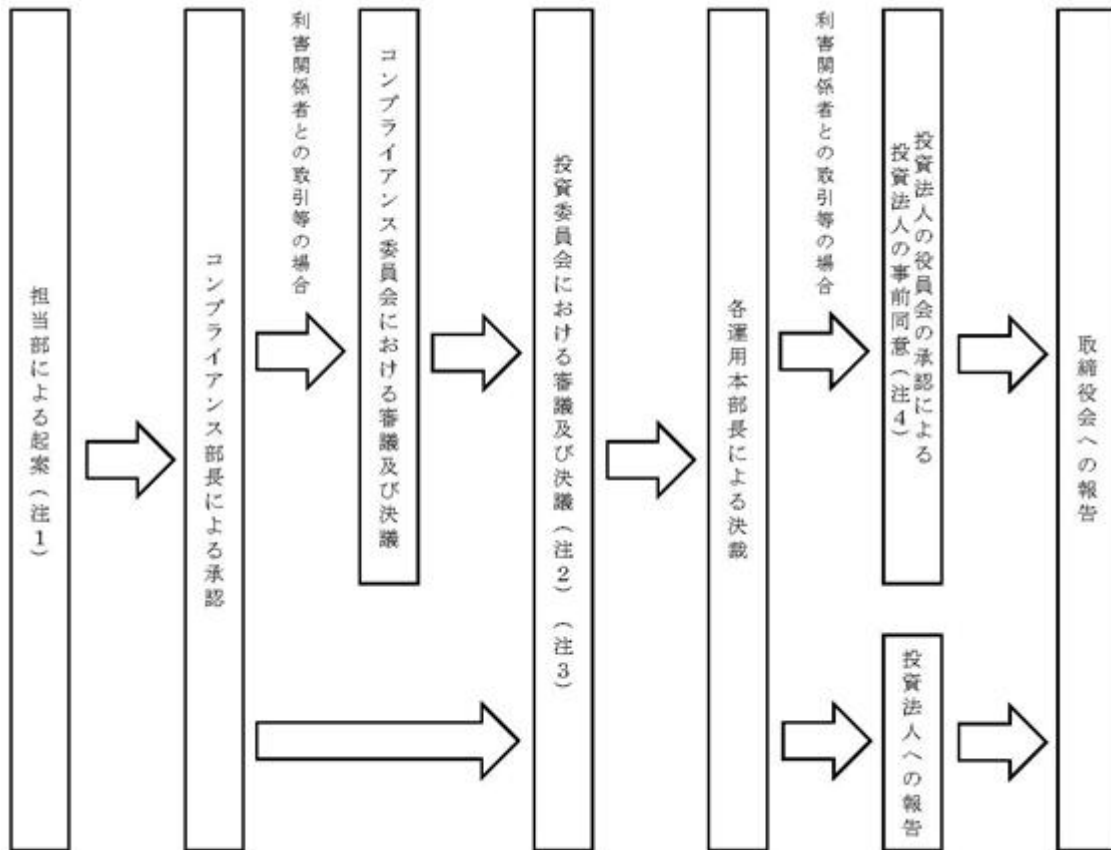 担当部による起案（注1）
コンプライアンス部長による承認
利害関係者との取引等の場合
コンプライアンス委員会における審議及び決議
投資委員会における審議及び決議（注2）（注3）
各運用本部長による決裁
利害関係者との取引等の場合
投資法人の役員会の承認による
投資法人の事前同意（注4）
投資法人への報告
取締役会への報告